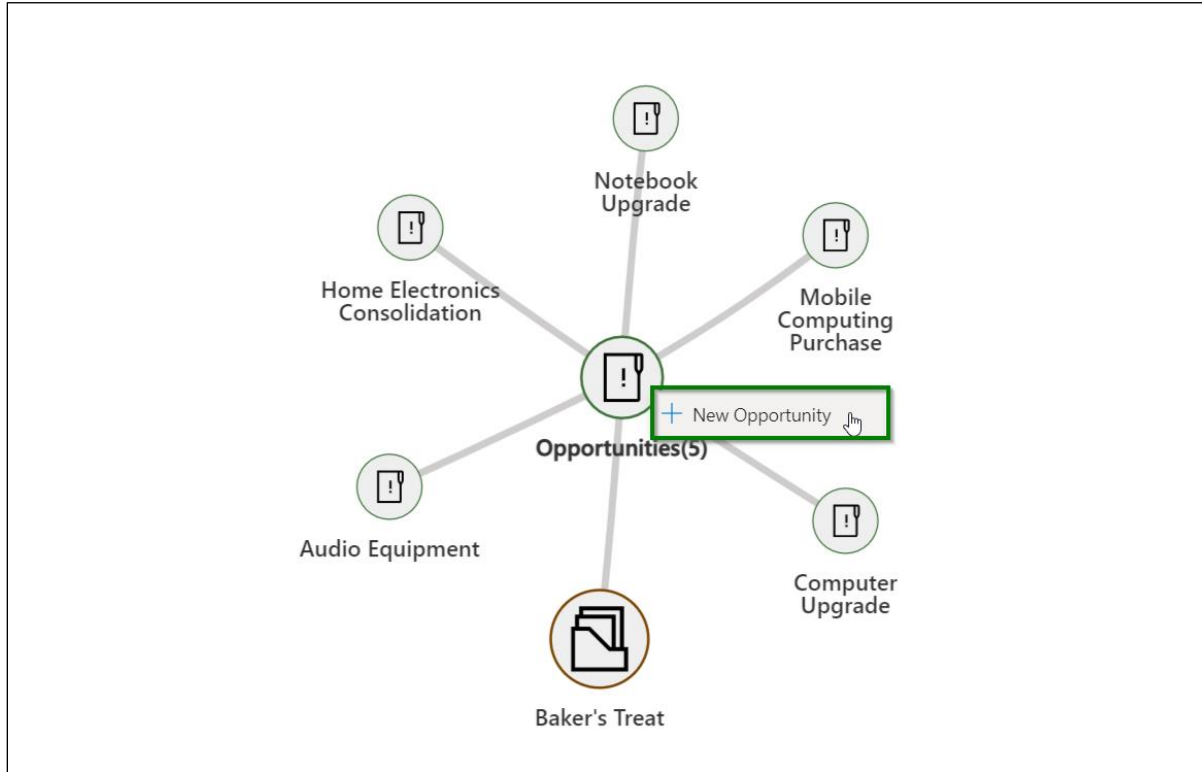 Notebook
Upgrade
Home Electronics
Consolidation
Mobile
Computing
Purchase
New Opportunity
Opportunities(5)
Audio Equipment
Computer
Upgrade
Baker's Treat